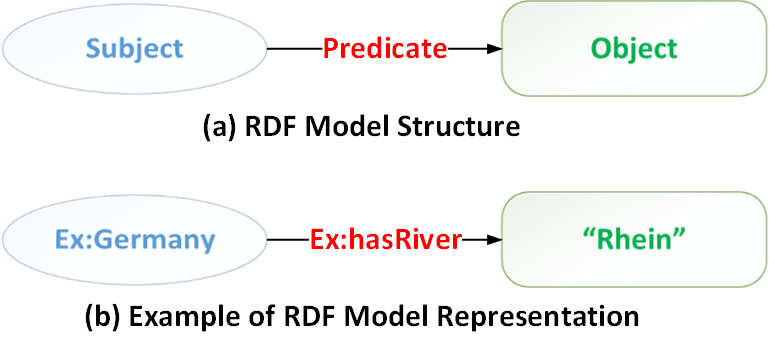 Subject Predicate Object
(a) RDF Model Structure
Ex:Germany Ex:hasRiver “Rhein”
(b) Example of RDF Model Representation